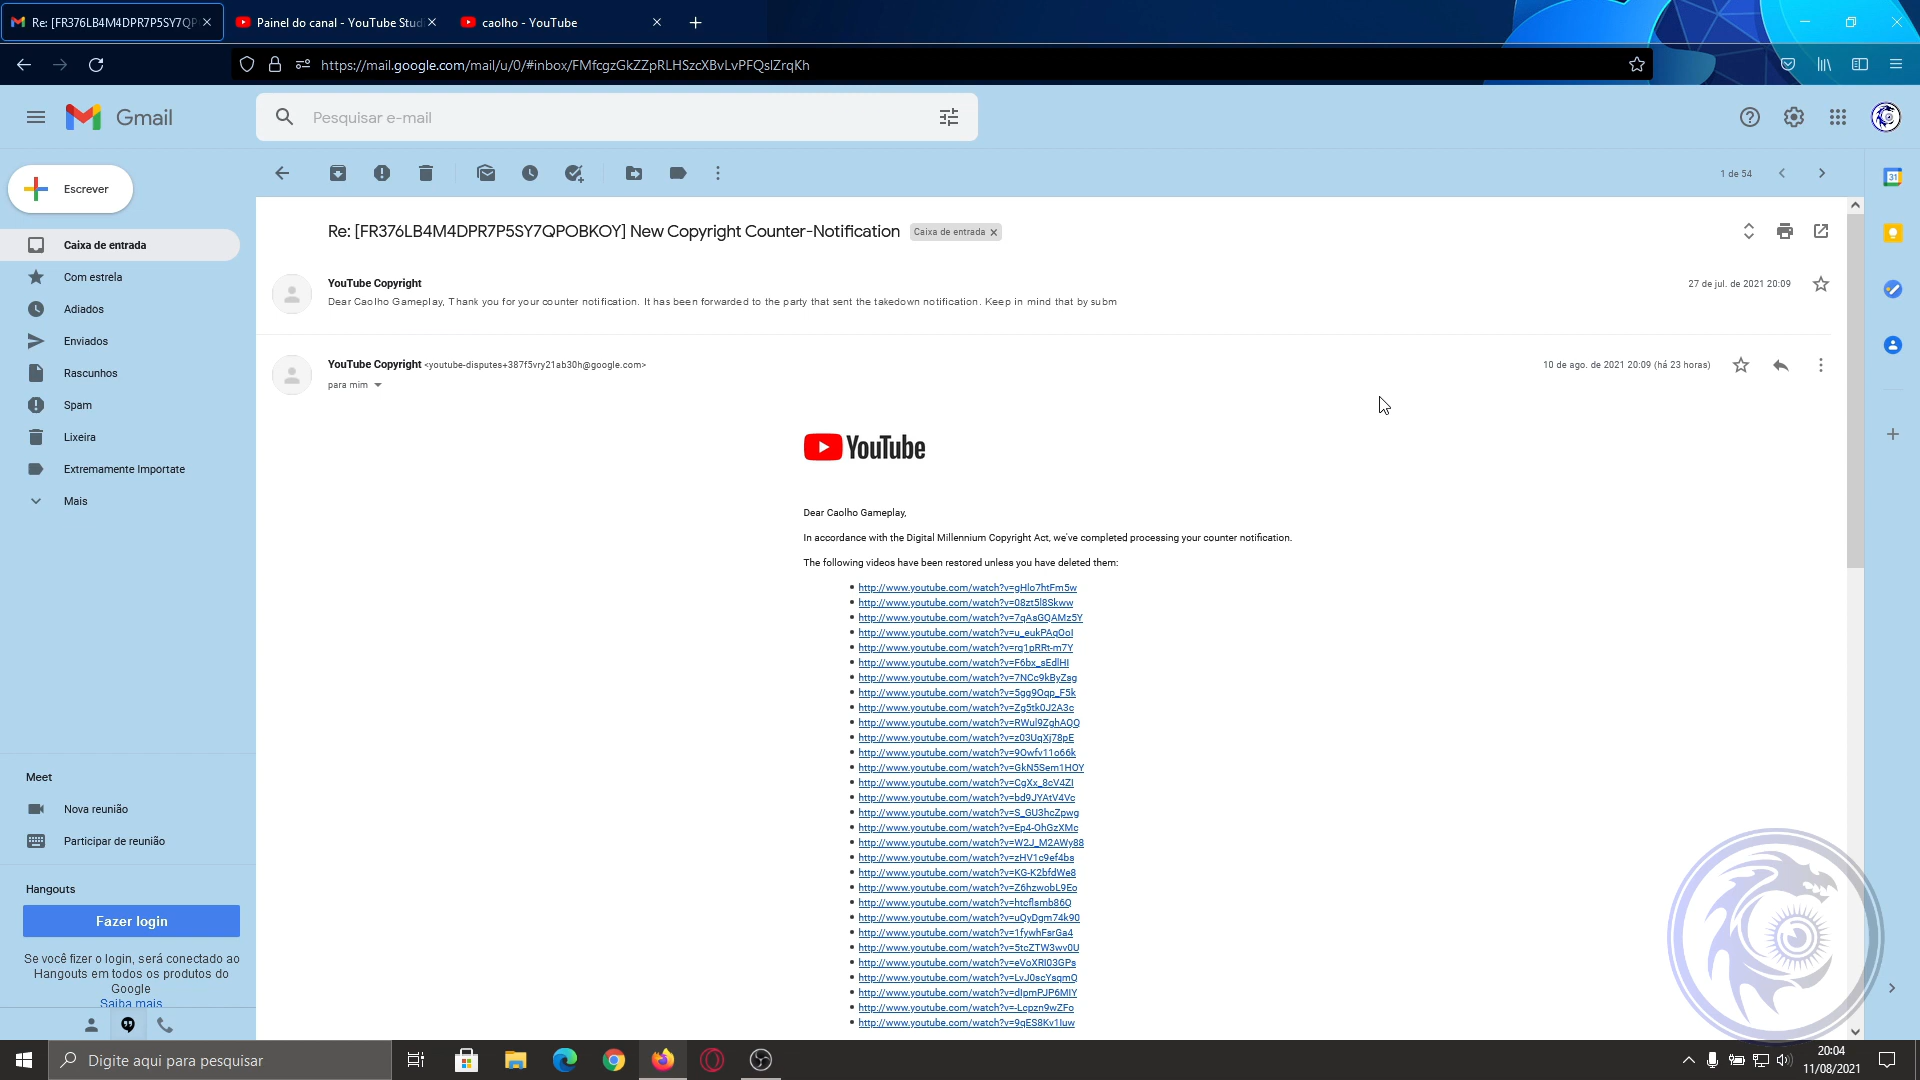 Re: [FR376LB4M4DPR7P5SY7QP
Painel do canal - YouTube Stud
caolho - YouTube
https://mail.google.com/mail/u/0/#inbox/FMfcgzGkZZpRLHSzcXBvLvPFQslZrqKh
Gmail
Pesquisar e-mail
Escrever
1 de 54
31
Caixa de entrada
Com estrela
Adiados
Enviados
Rascunhos
Spam
Lixeira
Extremamente Importate
Mais
Re: [FR376LB4M4DPR7P5SY7QPOBKOY] New Copyright Counter-Notification
Caixa de entrada x
YouTube Copyright
27 de jul. de 2021 20:09
Dear Caolho Gameplay, Thank you for your counter notification. It has been forwarded to the party that sent the takedown notification. Keep in mind that by subm
YouTube Copyright <youtube-disputes+387f5vry21ab30h@google.com>
10 de ago. de 2021 20:09 (há 23 horas)
para mim
YouTube
Dear Caolho Gameplay,
In accordance with the Digital Millennium Copyright Act, we've completed processing your counter notification.
The following videos have been restored unless you have deleted them:
http://www.youtube.com/watch?v=gHlo7htFm5w
http://www.youtube.com/watch?v=08zt5l8Skww
http://www.youtube.com/watch?v=7qAsGQAMz5Y
http://www.youtube.com/watch?v=u_eukPAqOoI
http://www.youtube.com/watch?v=rq1pRRt-m7Y
http://www.youtube.com/watch?v=F6bx_sEdlHI
http://www.youtube.com/watch?v=7NCc9kByZsg
http://www.youtube.com/watch?v=5gg9Oqp_F5k
http://www.youtube.com/watch?v=Zg5tk0J2A3c
http://www.youtube.com/watch?v=RWul9ZghAQQ
http://www.youtube.com/watch?v=z03UqXj78pE
http://www.youtube.com/watch?v=9Owfv11o66k
http://www.youtube.com/watch?v=GkN5Sem1HOY
http://www.youtube.com/watch?v=CgXx_8cV4ZI
http://www.youtube.com/watch?v=bd9JYAtV4Vc
http://www.youtube.com/watch?v=S_GU3hcZpwg
http://www.youtube.com/watch?v=Ep4-OhGzXMc
http://www.youtube.com/watch?v=W2J_M2AWy88
http://www.youtube.com/watch?v=zHV1c9ef4bs
http://www.youtube.com/watch?v=KG-K2bfdWe8
http://www.youtube.com/watch?v=Z6hzwobL9Eo
http://www.youtube.com/watch?v=htcflsmb86Q
http://www.youtube.com/watch?v=uQyDgm74k90
http://www.youtube.com/watch?v=1fywhFsrGa4
http://www.youtube.com/watch?v=5tcZTW3wv0U
http://www.youtube.com/watch?v=eVoXRI03GPs
http://www.youtube.com/watch?v=LvJ0scYsqmQ
http://www.youtube.com/watch?v=dIpmPJP6MIY
http://www.youtube.com/watch?v=-Lcpzn9wZFo
http://www.youtube.com/watch?v=9qES8Kv1Iuw
Meet
Nova reunião
Participar de reunião
Hangouts
Fazer login
Se você fizer o login, será conectado ao
Hangouts em todos os produtos do
Google
Saiba mais
Digite aqui para pesquisar
20:04
11/08/2021